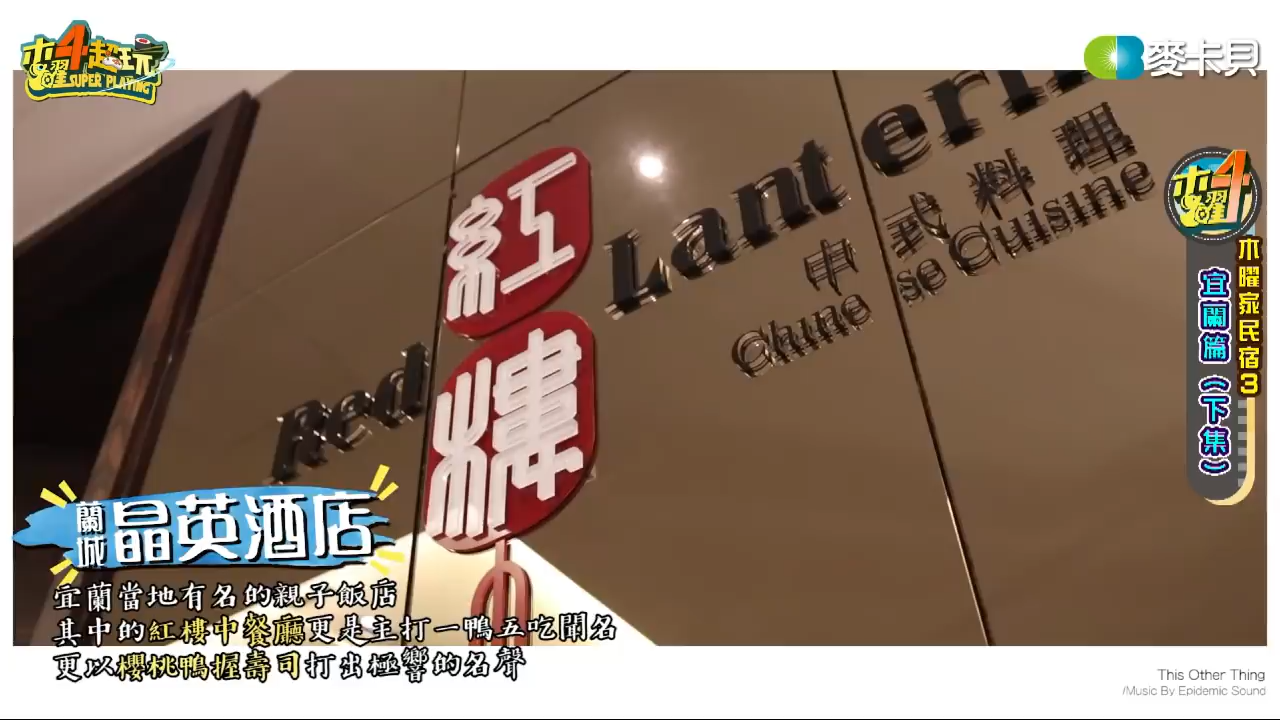 木4超玩
曜
SUPER PLAYING
麥卡貝
紅樓
Red Lantern
中式料理
Chinese Cuisine
木4曜
木曜家民宿3
宜蘭篇（下集）
蘭城晶英酒店
宜蘭當地有名的親子飯店
其中的紅樓中餐廳更是主打一鴨五吃聞名
更以櫻桃鴨握壽司打出極響的名聲
This Other Thing
/Music By Epidemic Sound